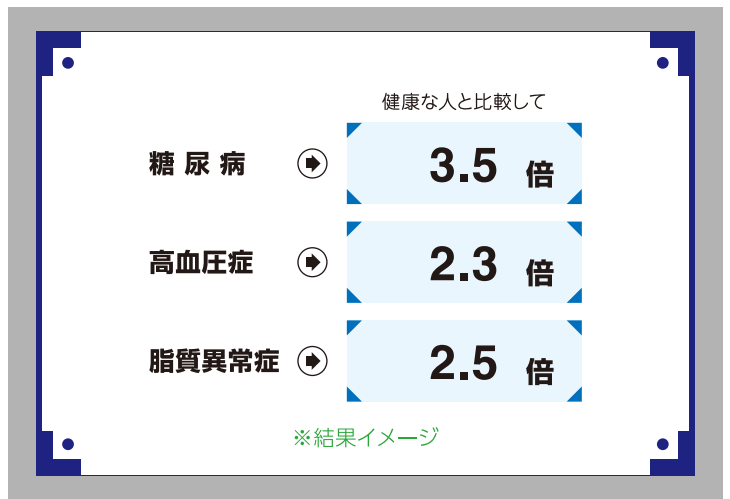 健康な人と比較して
糖尿病 3.5 倍
高血圧症 2.3 倍
脂質異常症 2.5 倍
※結果イメージ